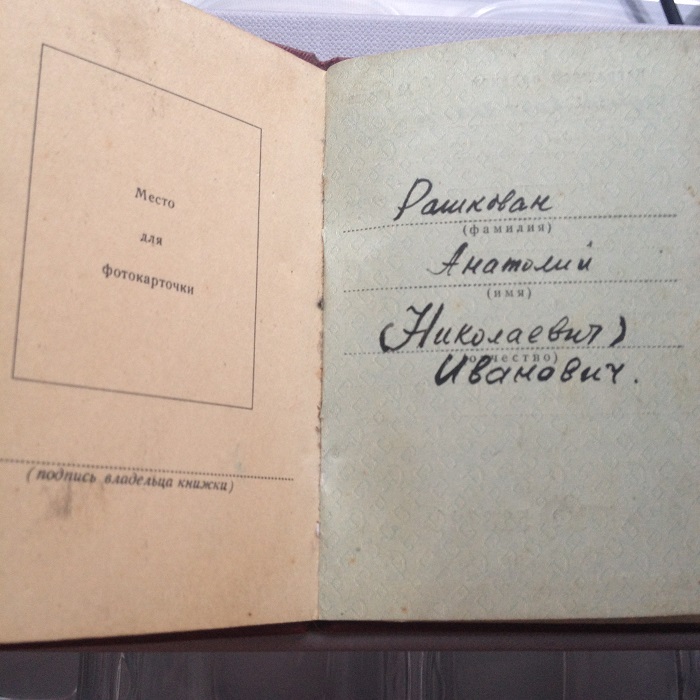 Место
для
фотокарточки
(подпись владельца книжки)
Рашкован
(фамилия)
Анатолий
(имя)
(Николаевич)
(отчество)
Иванович.